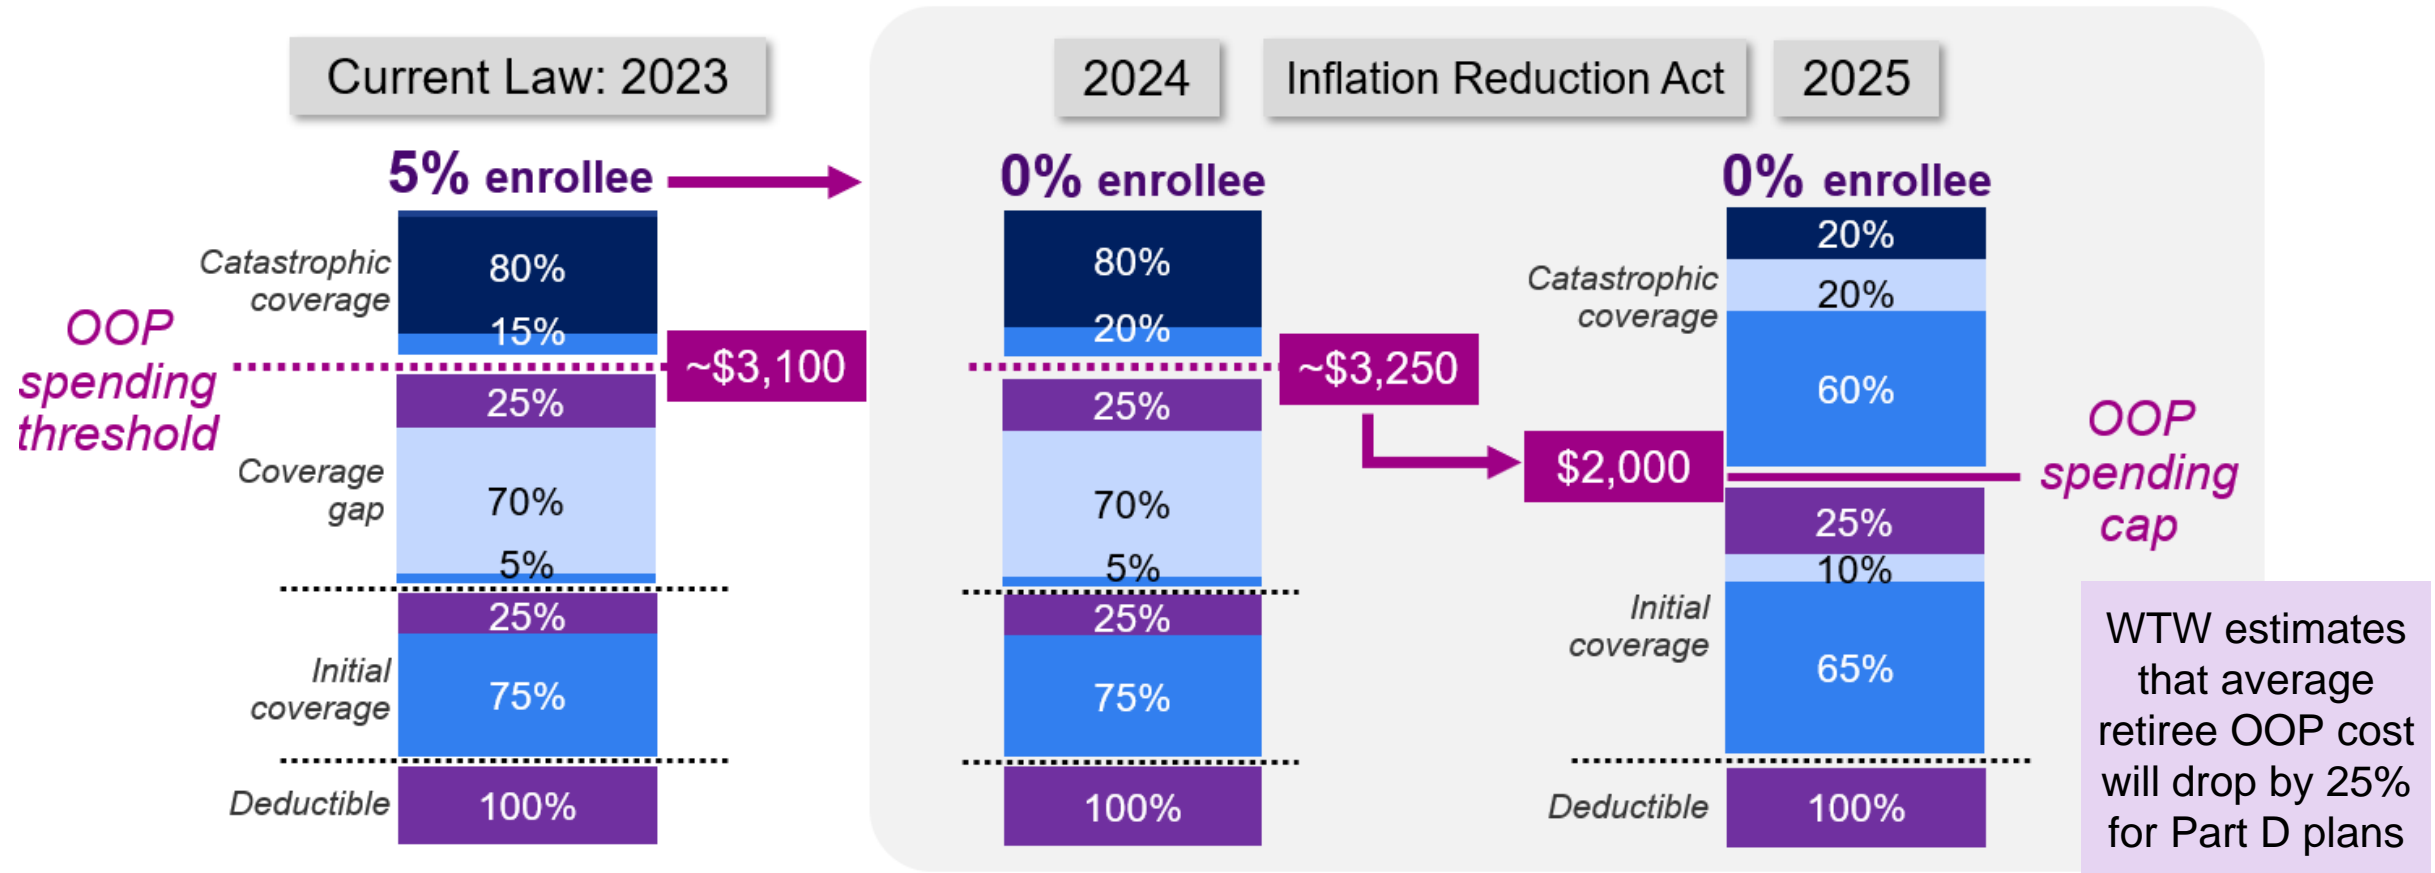 Current Law: 2023
2024
Inflation Reduction Act
2025
5% enrollee
0% enrollee
0% enrollee
Catastrophic
coverage
80%
15%
OOP
spending
threshold
~$3,100
25%
Coverage
gap
70%
5%
25%
Initial
coverage
75%
Deductible
100%
80%
20%
~$3,250
25%
70%
5%
25%
75%
100%
Catastrophic
coverage
20%
20%
60%
$2,000
OOP
spending
cap
25%
10%
Initial
coverage
65%
Deductible
100%
WTW estimates
that average
retiree OOP cost
will drop by 25%
for Part D plans